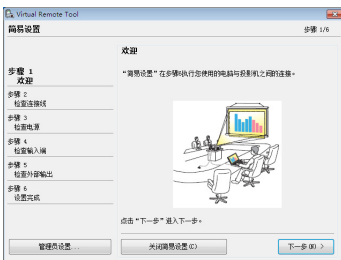 Virtual Remote Tool
简易设置
步骤 1/6
欢迎
步骤 1
欢迎
步骤 2
检查连接线
步骤 3
检查电源
步骤 4
检查输入端
步骤 5
检查外部输出
步骤 6
设置完成
“简易设置”在步骤6执行您使用的电脑与投影机之间的连接。
点击“下一步”进入下一步。
管理员设置...
关闭简易设置(C)
下一步(N) >